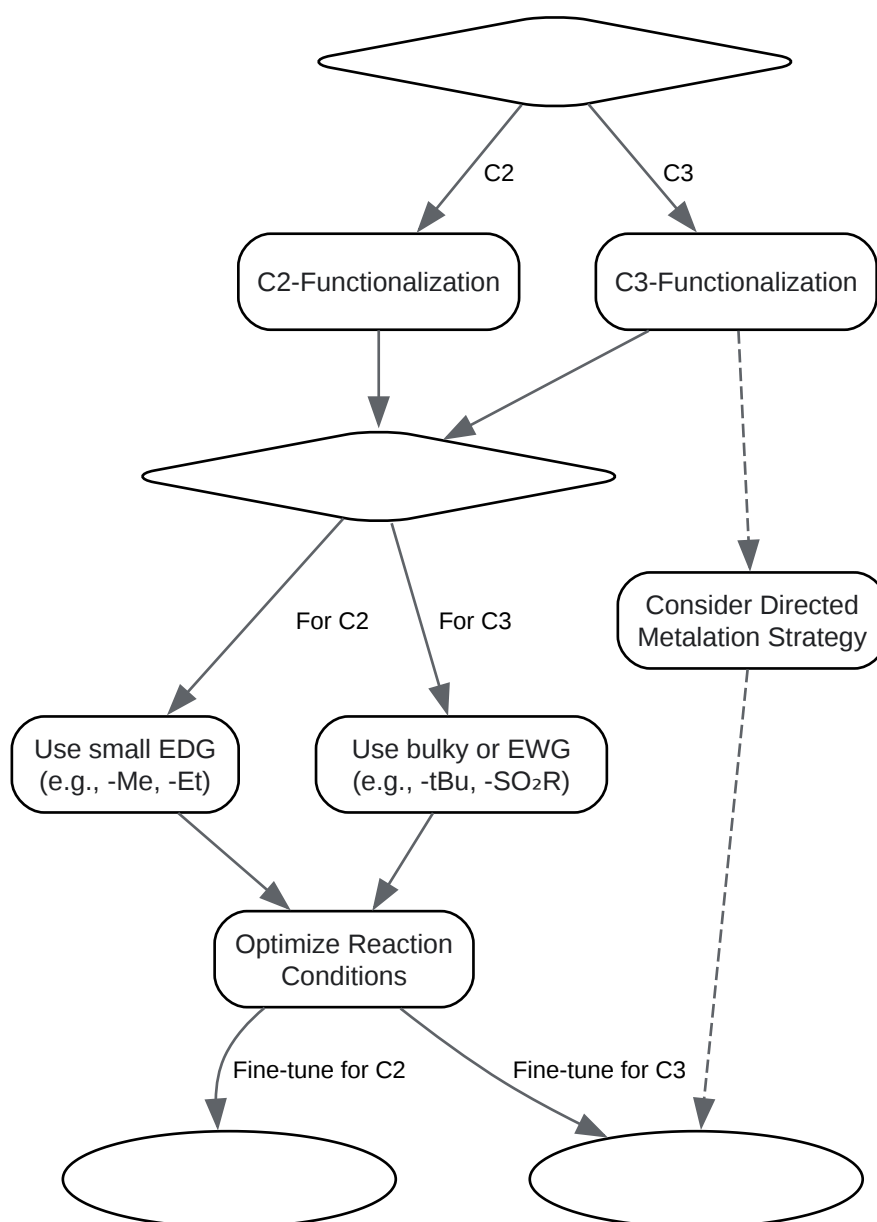 C2
C3
C2-Functionalization
C3-Functionalization
For C2
For C3
Consider Directed
Metalation Strategy
Use small EDG
(e.g., -Me, -Et)
Use bulky or EWG
(e.g., -tBu, -SO₂R)
Optimize Reaction
Conditions
Fine-tune for C2
Fine-tune for C3